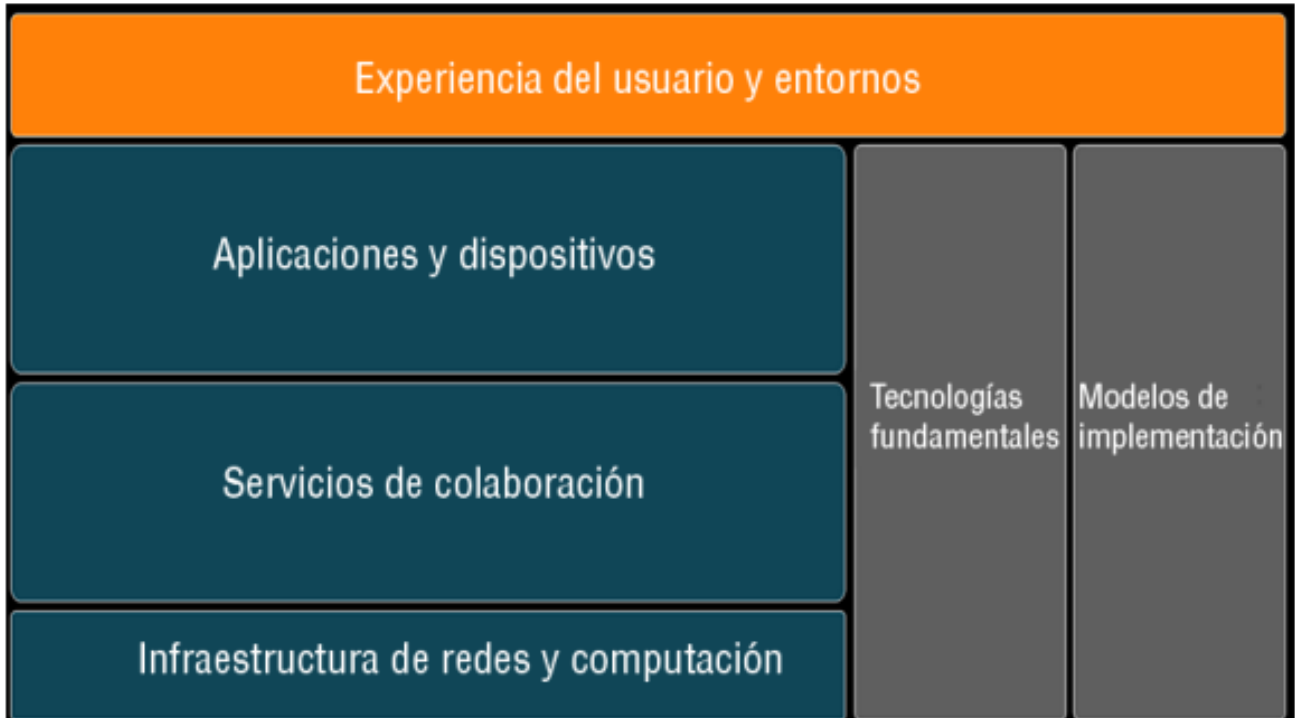 Experiencia del usuario y entornos
Aplicaciones y dispositivos
Servicios de colaboración
Infraestructura de redes y computación
Tecnologías
fundamentales
Modelos de
implementación